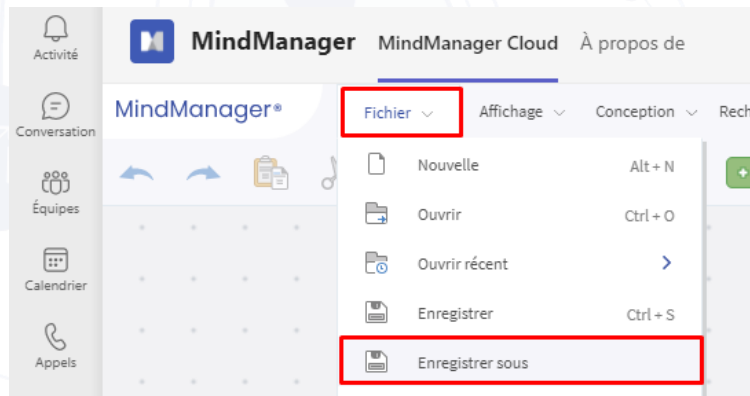 Activité
Conversation
Équipes
Calendrier
Appels
MindManager MindManager Cloud À propos de
MindManager®
Fichier Affichage Conception Rech
Nouvelle Alt + N
Ouvrir Ctrl + O
Ouvrir récent
Enregistrer Ctrl + S
Enregistrer sous